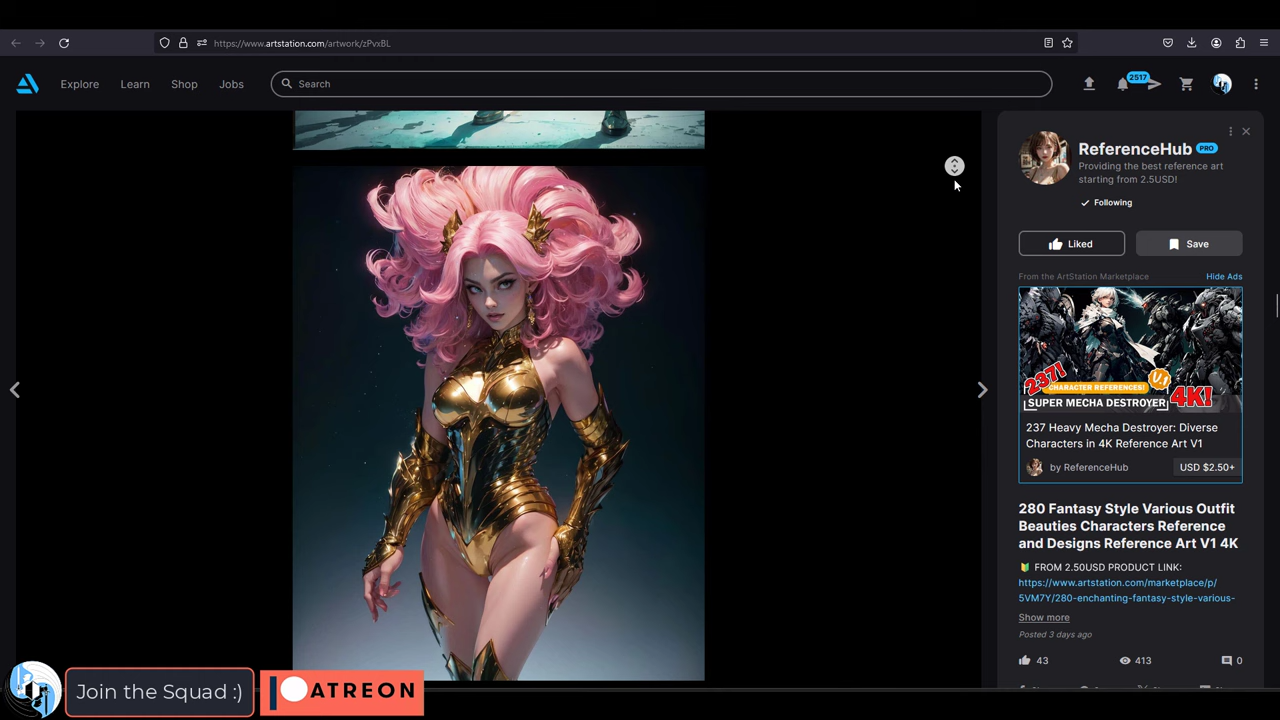 https://www.artstation.com/artwork/zPvxBL
Explore
Learn
Shop
Jobs
Search
2517
ReferenceHub PRO
Providing the best reference art
starting from 2.5USD!
Following
Liked
Save
From the ArtStation Marketplace
Hide Ads
237!
CHARACTER REFERENCES!
V.1
SUPER MECHA DESTROYER
4K!
237 Heavy Mecha Destroyer: Diverse
Characters in 4K Reference Art V1
by ReferenceHub
USD $2.50+
280 Fantasy Style Various Outfit
Beauties Characters Reference
and Designs Reference Art V1 4K
FROM 2.50USD PRODUCT LINK:
https://www.artstation.com/marketplace/p/
5VM7Y/280-enchanting-fantasy-style-various-
Show more
Posted 3 days ago
43
413
0
Join the Squad :)
PATREON